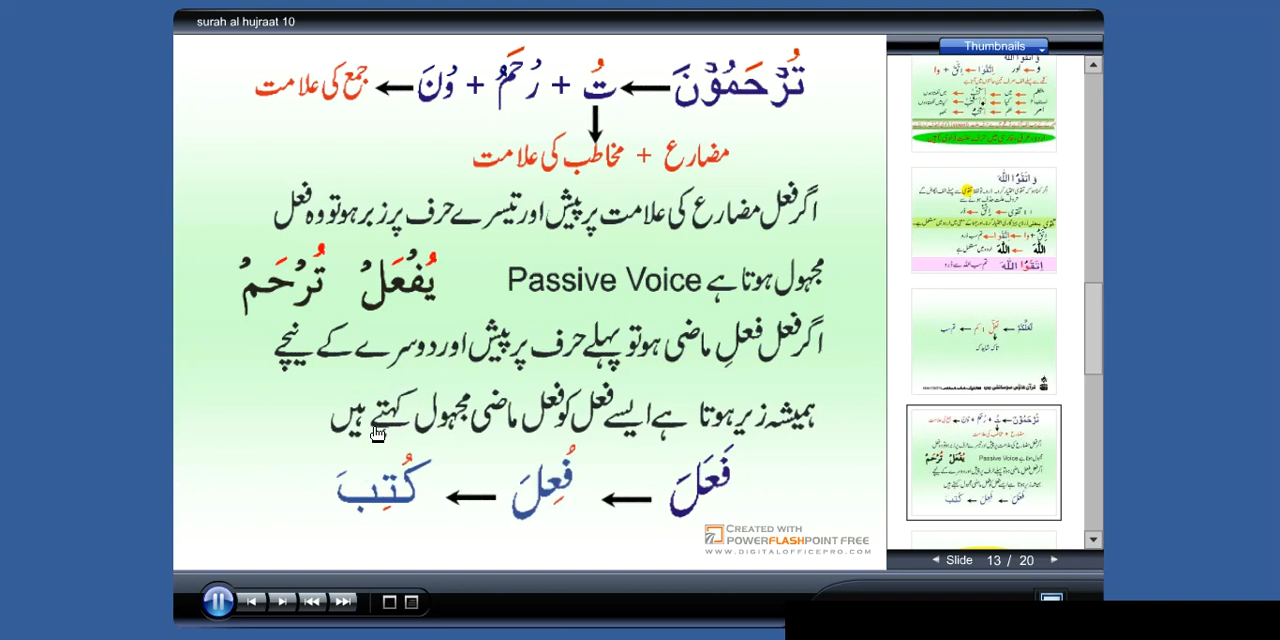 surah al hujraat 10
تُرْحَمُوْنَ ← تُ + رُحَمُ + وْنَ ← جمع کی علامت
مضارع + مخاطب کی علامت
اگر فعل مضارع کی علامت پر پیش اور تیسرے حرف پر زبر ہو تو وہ فعل
مجہول ہوتا ہے Passive Voice يُفْعَلُ تُرْحَمُ
اگر فعل فعلِ ماضی ہو تو پہلے حرف پر پیش اور دوسرے کے نیچے
ہمیشہ زیر ہوتا ہے ایسے فعل کو فعل ماضی مجہول کہتے ہیں
فَعَلَ ← فُعِلَ ← كُتِبَ
CREATED WITH
POWERFLASHPOINT FREE
WWW.DIGITALOFFICEPRO.COM
Thumbnails
وَاتَّقُوا اللهَ
Slide 13 / 20